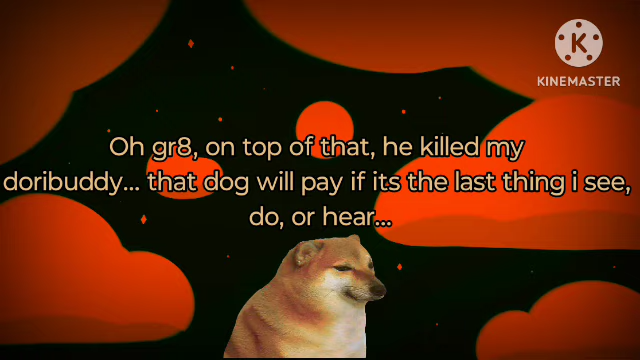 K
KINEMASTER
Oh gr8, on top of that, he killed my
doribuddy... that dog will pay if its the last thing i see,
do, or hear...